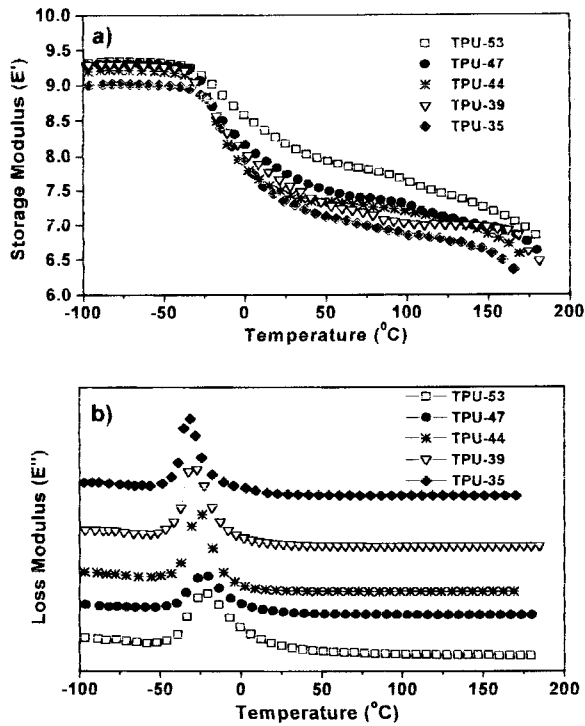 a)
10.0
9.5
9.0
8.5
8.0
7.5
7.0
6.5
6.0
Storage Modulus (E')
TPU-53
TPU-47
TPU-44
TPU-39
TPU-35
-100 -50 0 50 100 150 200
Temperature (°C)
b)
Loss Modulus (E")
TPU-53
TPU-47
TPU-44
TPU-39
TPU-35
-100 -50 0 50 100 150 200
Temperature (°C)